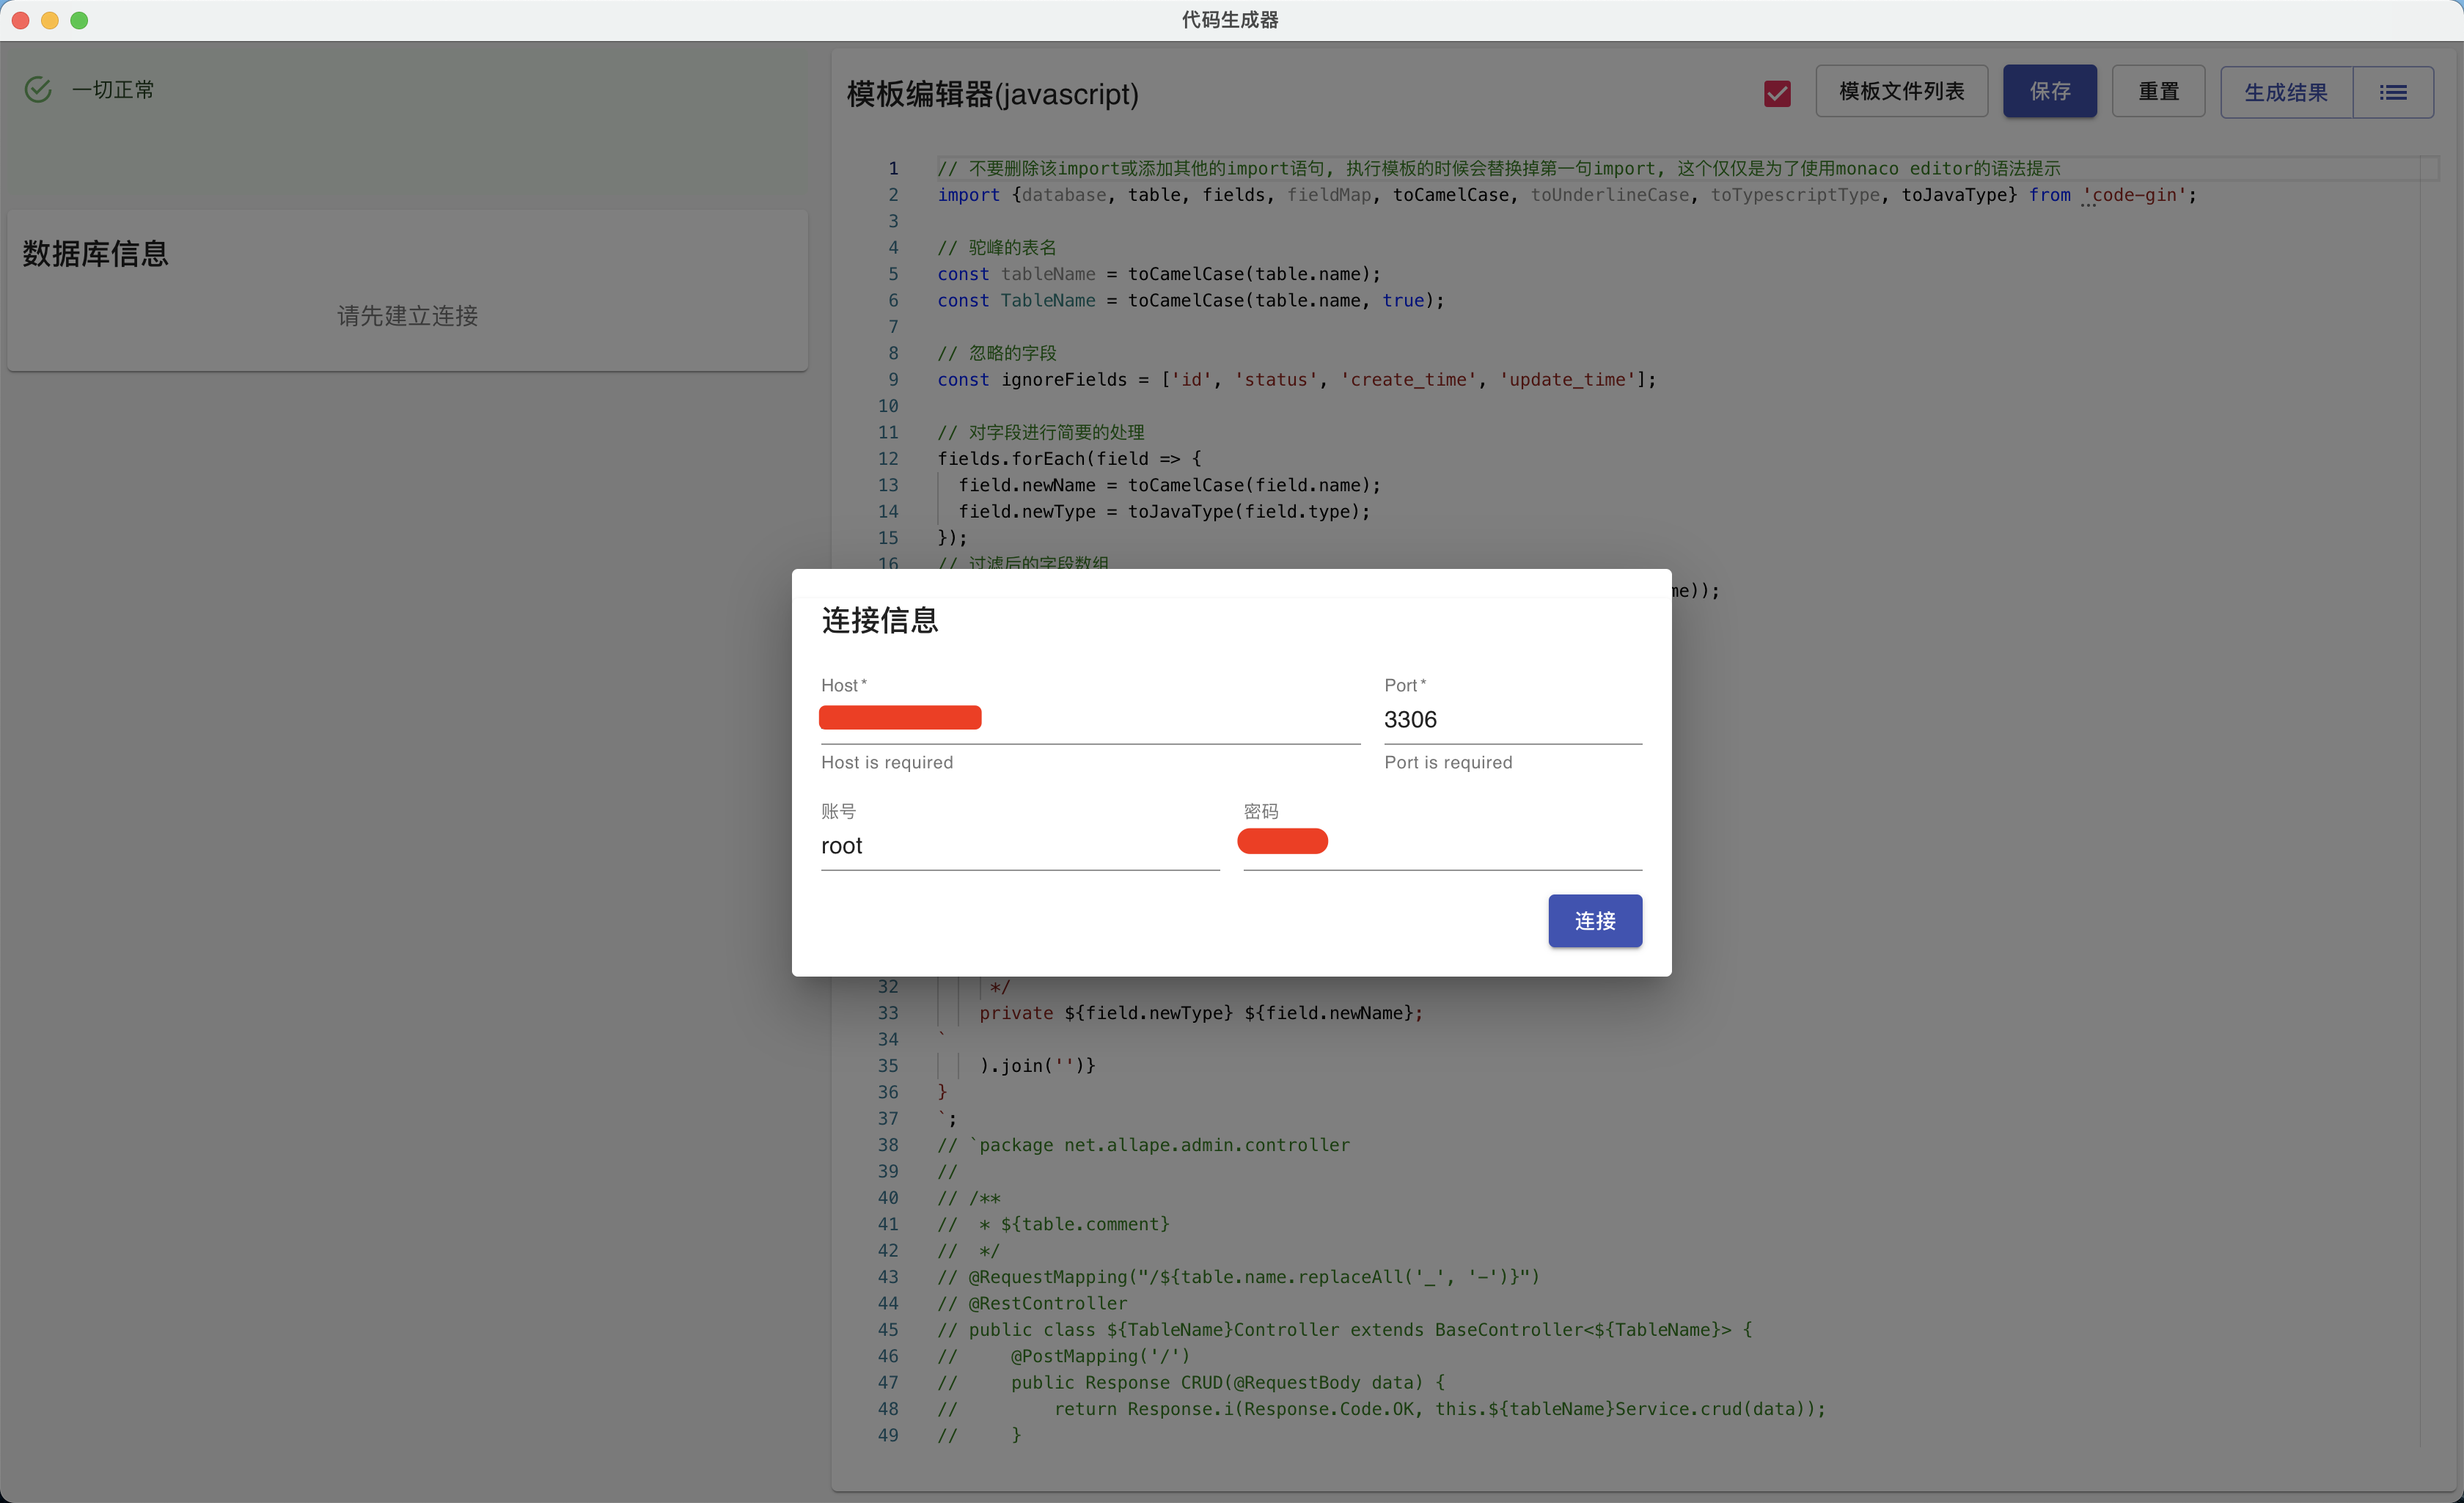 代码生成器
一切正常
数据库信息
请先建立连接
模板编辑器(javascript)
模板文件列表
保存
重置
生成结果
1 // 不要删除该import或添加其他的import语句, 执行模板的时候会替换掉第一句import, 这个仅仅是为了使用monaco editor的语法提示
2 import {database, table, fields, fieldMap, toCamelCase, toUnderlineCase, toTypescriptType, toJavaType} from 'code-gin';
3
4 // 驼峰的表名
5 const tableName = toCamelCase(table.name);
6 const TableName = toCamelCase(table.name, true);
7
8 // 忽略的字段
9 const ignoreFields = ['id', 'status', 'create_time', 'update_time'];
10
11 // 对字段进行简要的处理
12 fields.forEach(field => {
13 field.newName = toCamelCase(field.name);
14 field.newType = toJavaType(field.type);
15 });
16 // 过滤后的字段数组
me));
连接信息
Host *
Port *
3306
Host is required
Port is required
账号
密码
root
连接
32 */
33 private ${field.newType} ${field.newName};
34 `
35 ).join('')}
36 }
37 `;
38 // `package net.allape.admin.controller
39 //
40 // /**
41 // * ${table.comment}
42 // */
43 // @RequestMapping("/${table.name.replaceAll('_', '-')}")
44 // @RestController
45 // public class ${TableName}Controller extends BaseController<${TableName}> {
46 // @PostMapping('/')
47 // public Response CRUD(@RequestBody data) {
48 // return Response.i(Response.Code.OK, this.${tableName}Service.crud(data));
49 // }